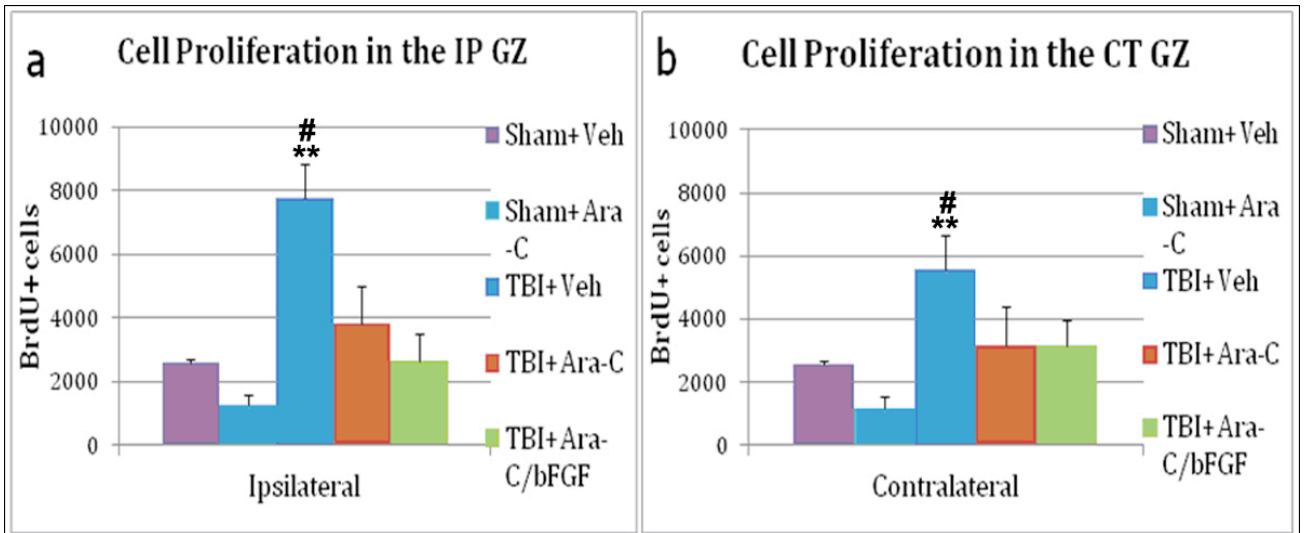 a
Cell Proliferation in the IP GZ
BrdU+ cells
10000
8000
6000
4000
2000
0
#
**
Ipsilateral
Sham+Veh
Sham+Ara
-C
TBI+Veh
TBI+Ara-C
TBI+Ara-
C/bFGF
b
Cell Proliferation in the CT GZ
BrdU+ cells
10000
8000
6000
4000
2000
0
#
**
Contralateral
Sham+Veh
Sham+Ara
-C
TBI+Veh
TBI+Ara-C
TBI+Ara-
C/bFGF